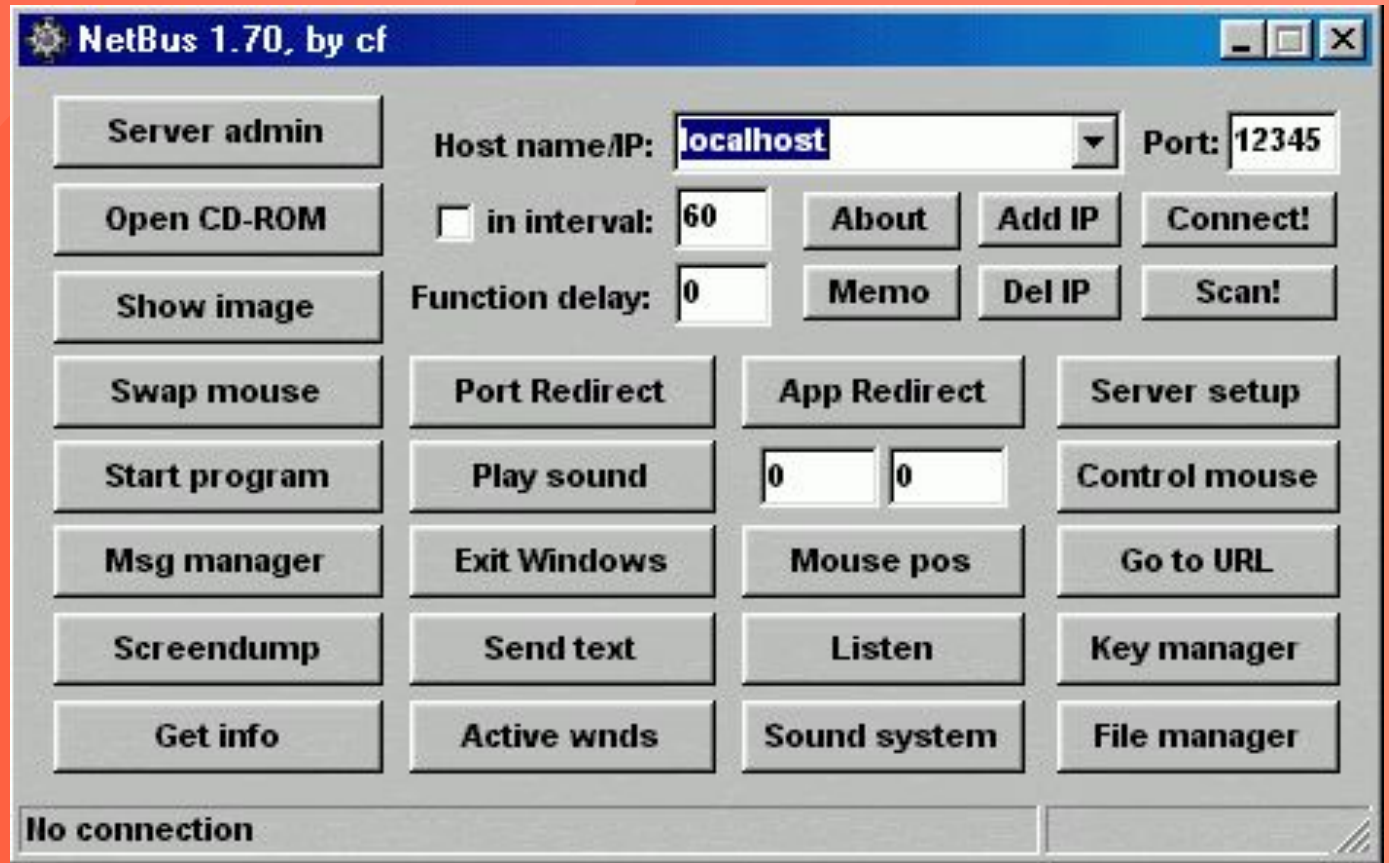 NetBus 1.70, by cf
Server admin
Host name/IP: localhost Port: 12345
Open CD-ROM
in interval: 60 About Add IP Connect!
Show image
Function delay: 0 Memo Del IP Scan!
Swap mouse Port Redirect App Redirect Server setup
Start program Play sound 0 0 Control mouse
Msg manager Exit Windows Mouse pos Go to URL
Screendump Send text Listen Key manager
Get info Active wnds Sound system File manager
No connection